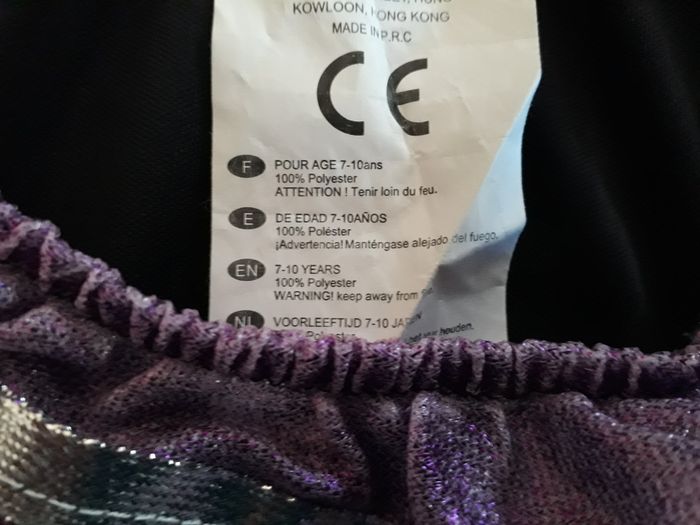 KOWLOON, HONG KONG
MADE IN P.R.C
CE
F POUR AGE 7-10ans
100% Polyester
ATTENTION ! Tenir loin du feu.
E DE EDAD 7-10AÑOS
100% Poléster
¡Advertencia! Manténgase alejado del fuego.
EN 7-10 YEARS
100% Polyester
WARNING! keep away from
NL VOORLEEFTIJD 7-10
Polyester
houden.